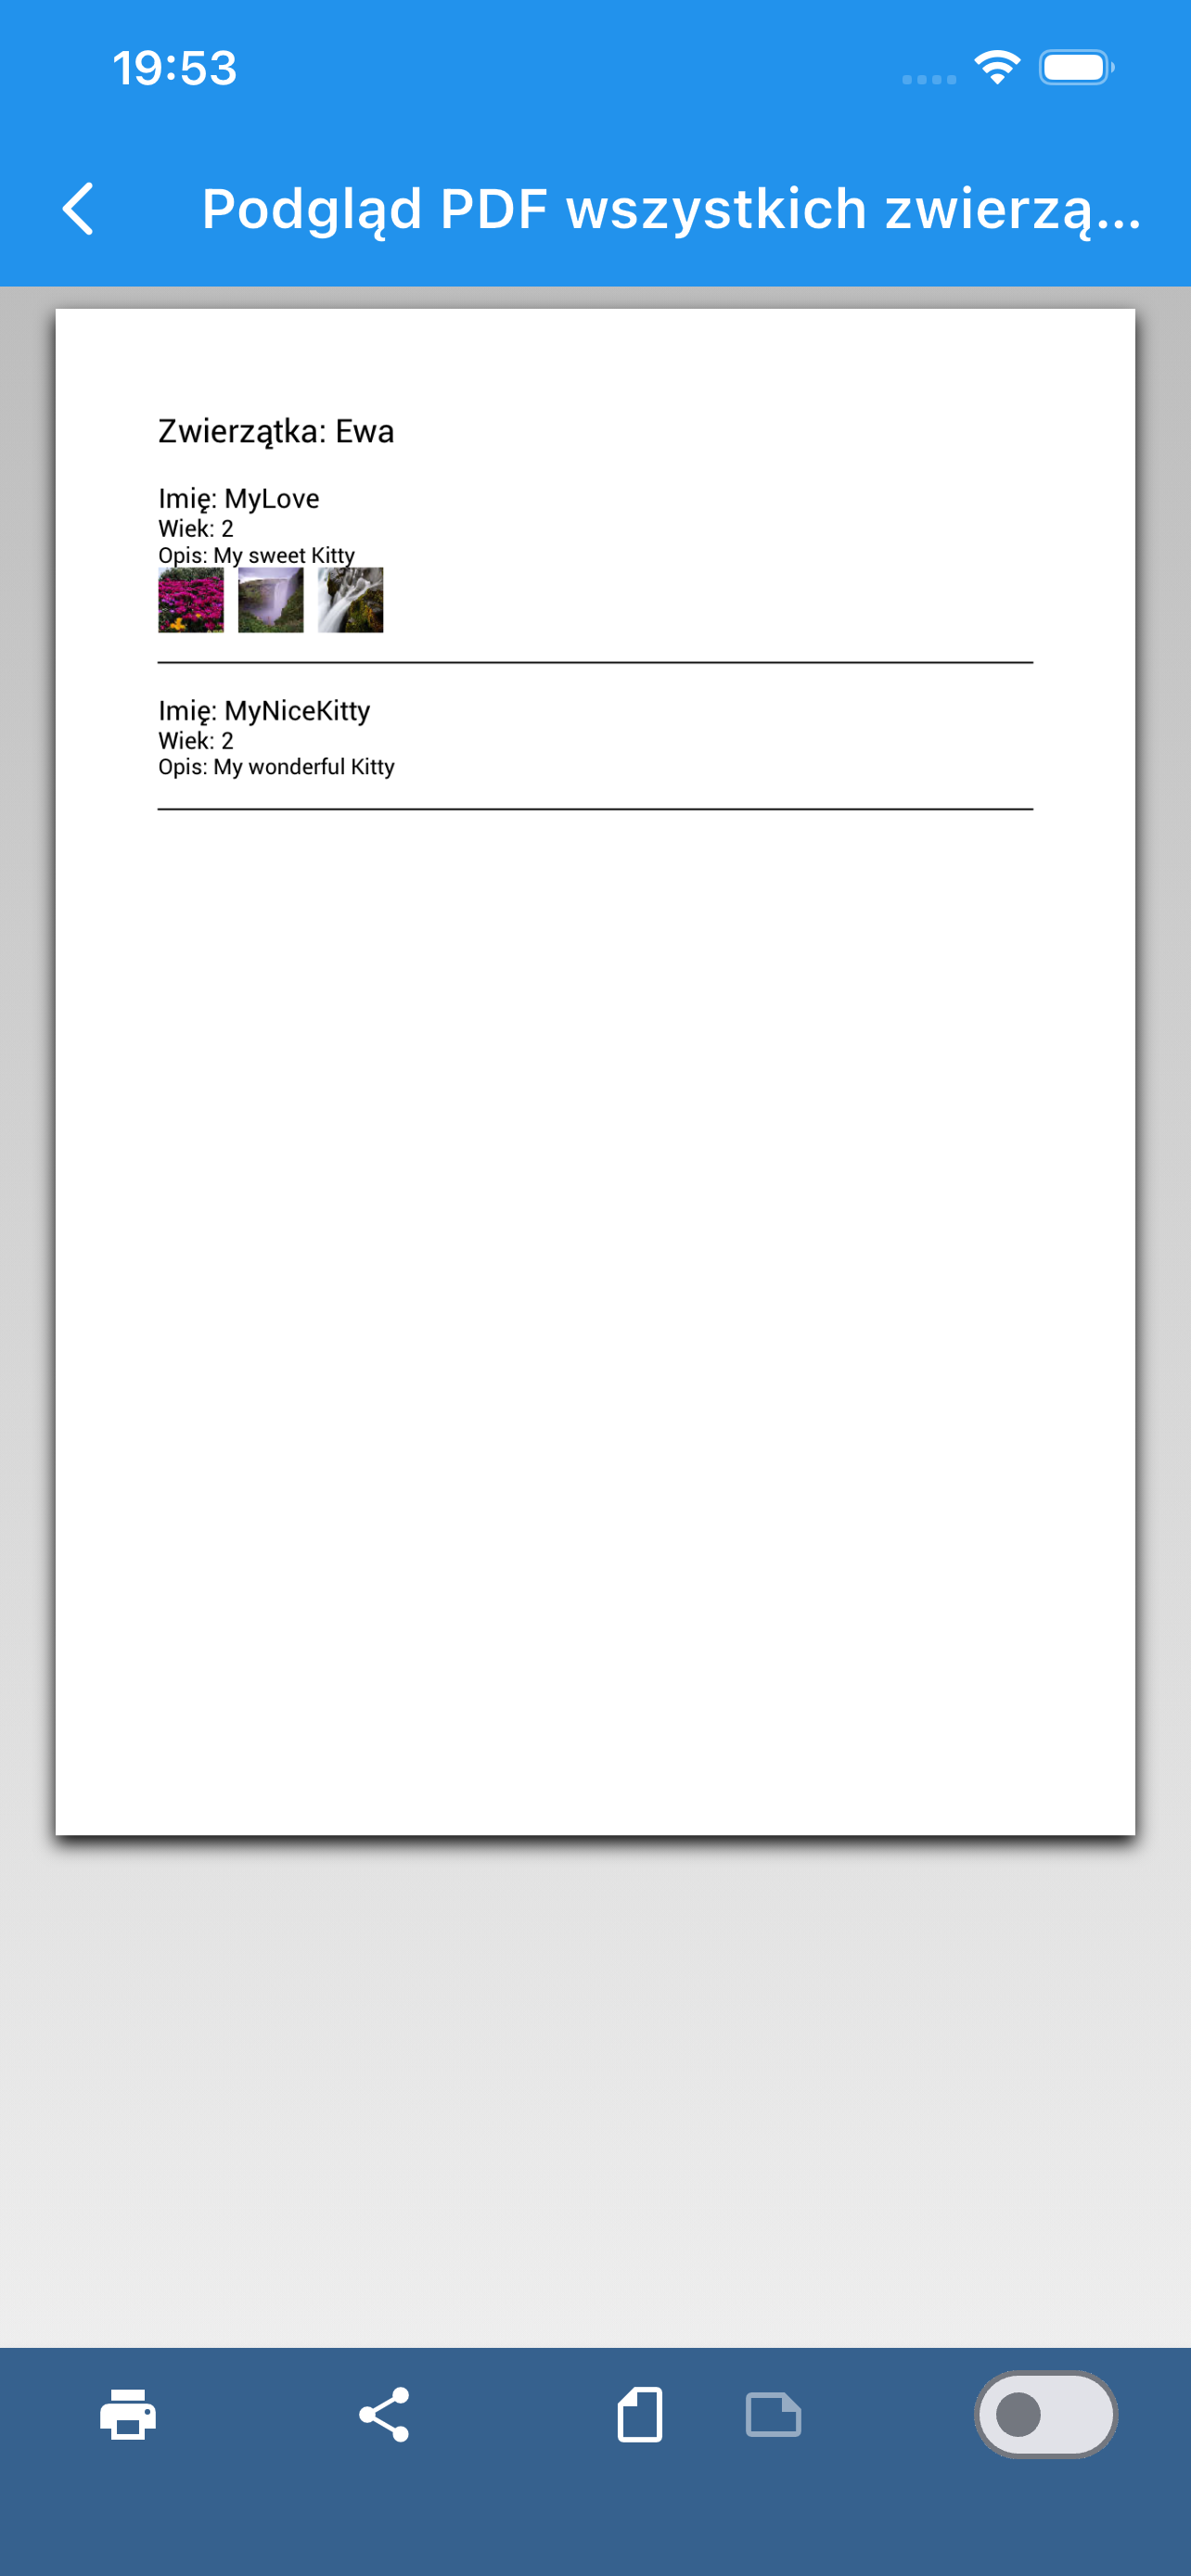 19:53
Podgląd PDF wszystkich zwierzą...
Zwierzątka: Ewa
Imię: MyLove
Wiek: 2
Opis: My sweet Kitty
Imię: MyNiceKitty
Wiek: 2
Opis: My wonderful Kitty